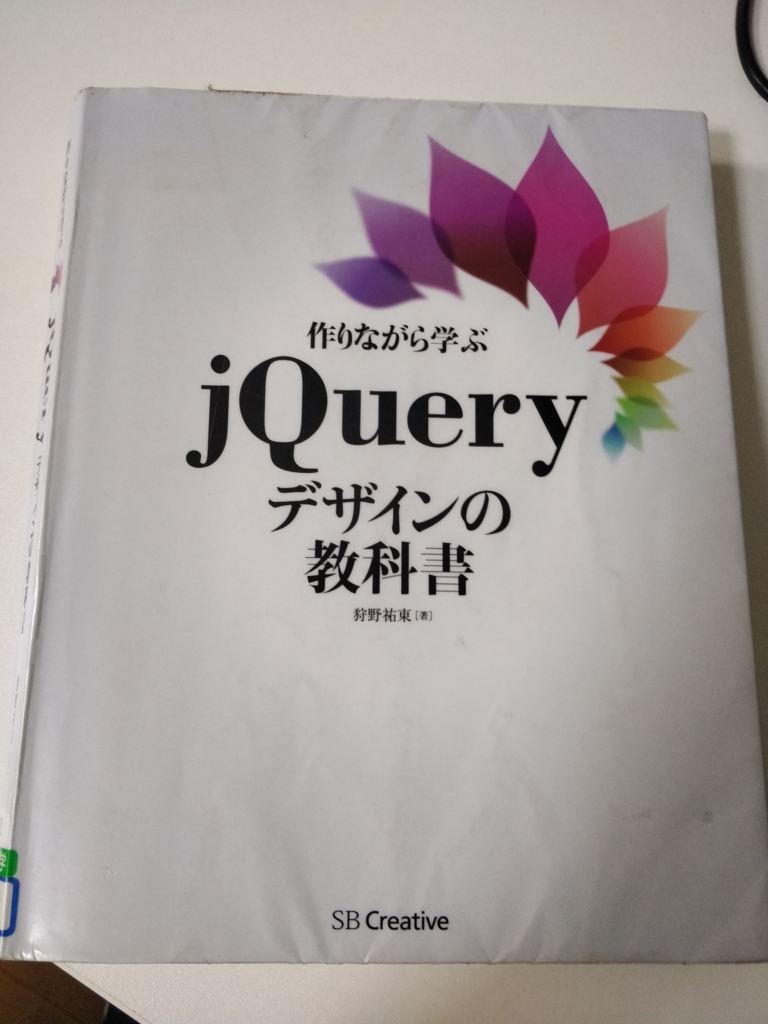 作りながら学ぶ
jQuery
デザインの
教科書
狩野祐東[著]
SB Creative